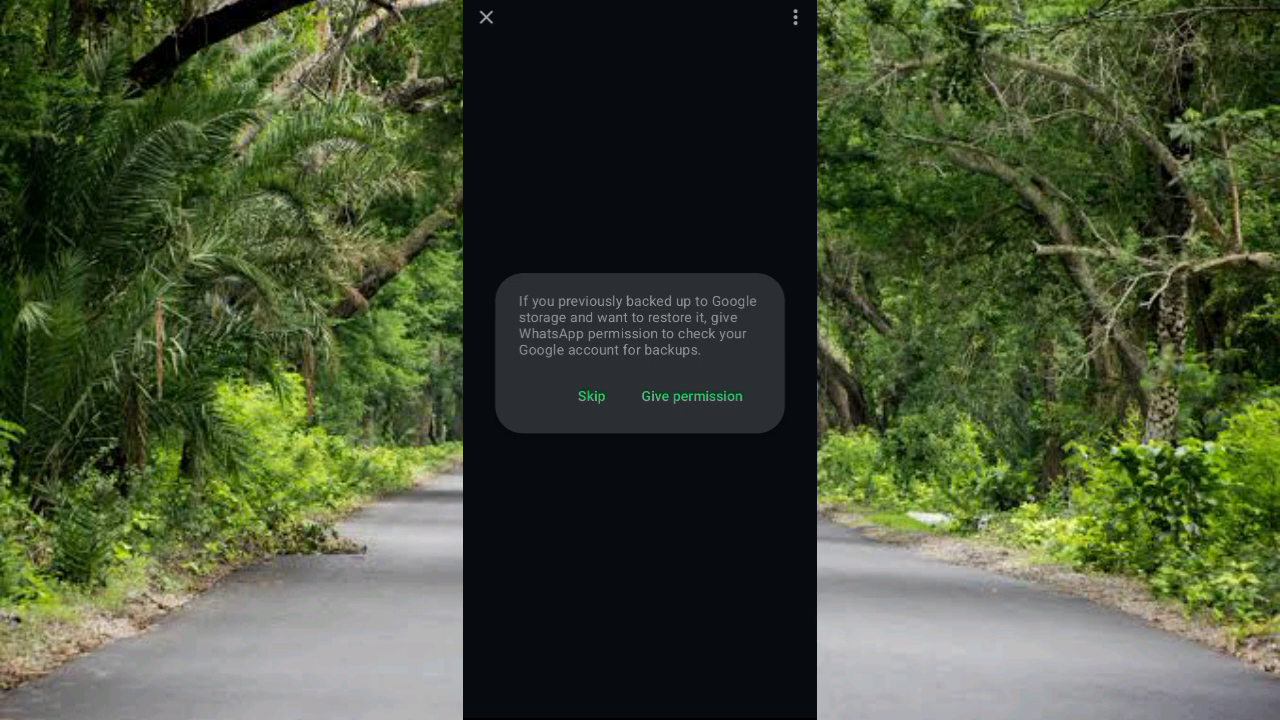 If you previously backed up to Google
storage and want to restore it, give
WhatsApp permission to check your
Google account for backups.
Skip Give permission